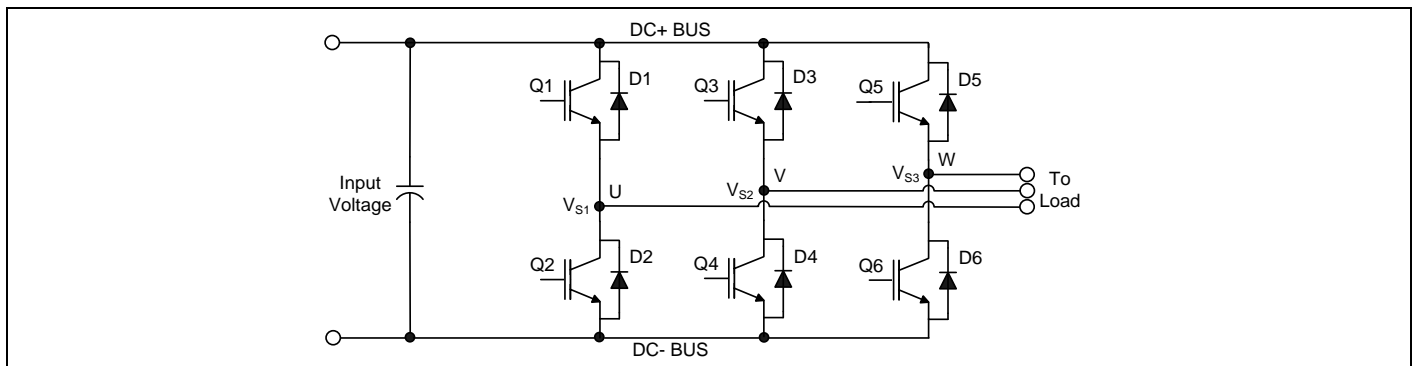 DC+ BUS
Q1
D1
Q3
D3
Q5
D5
Input
Voltage
VS1
U
VS2
V
VS3
W
To
Load
Q2
D2
Q4
D4
Q6
D6
DC- BUS